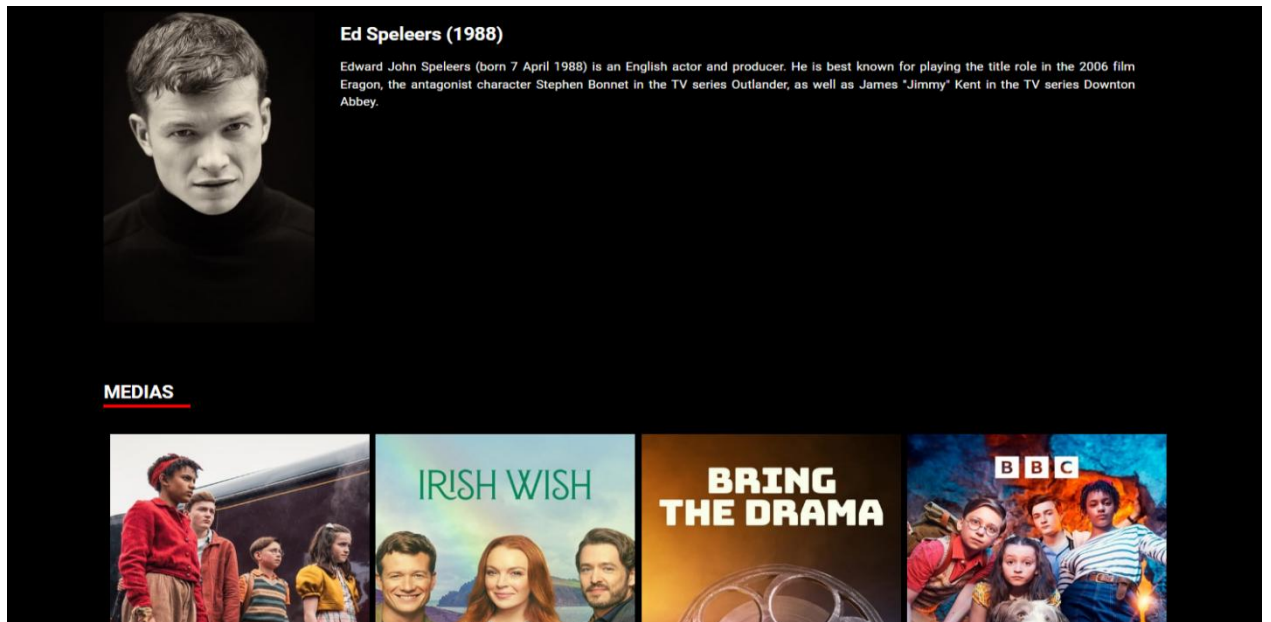 Ed Speleers (1988)
Edward John Speleers (born 7 April 1988) is an English actor and producer. He is best known for playing the title role in the 2006 film
Eragon, the antagonist character Stephen Bonnet in the TV series Outlander, as well as James "Jimmy" Kent in the TV series Downton
Abbey.
MEDIAS
IRISH WISH
BRING
THE DRAMA
BBC